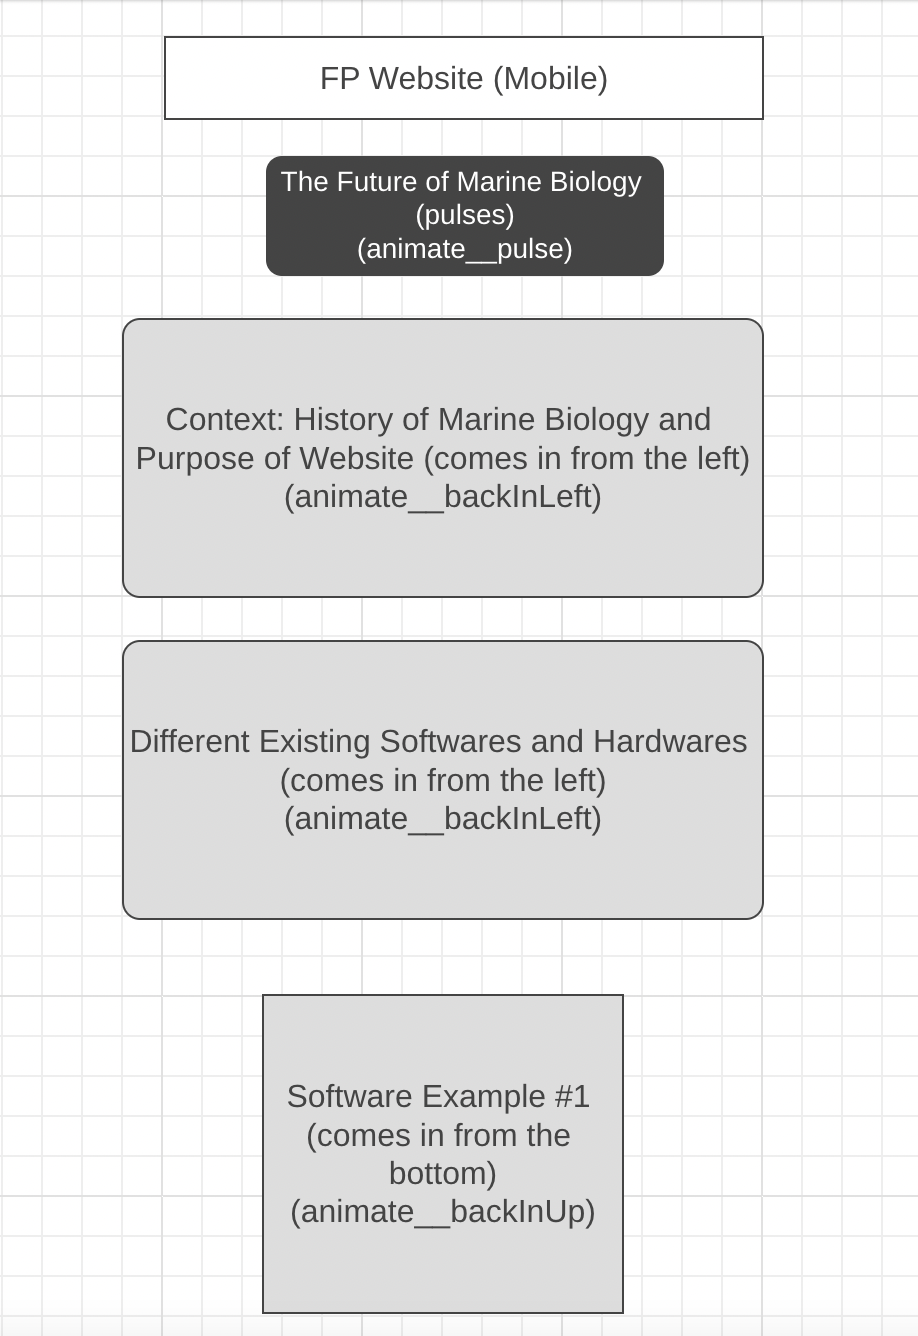 FP Website (Mobile)
The Future of Marine Biology
(pulses)
(animate__pulse)
Context: History of Marine Biology and
Purpose of Website (comes in from the left)
(animate__backInLeft)
Different Existing Softwares and Hardwares
(comes in from the left)
(animate__backInLeft)
Software Example #1
(comes in from the
bottom)
(animate__backInUp)